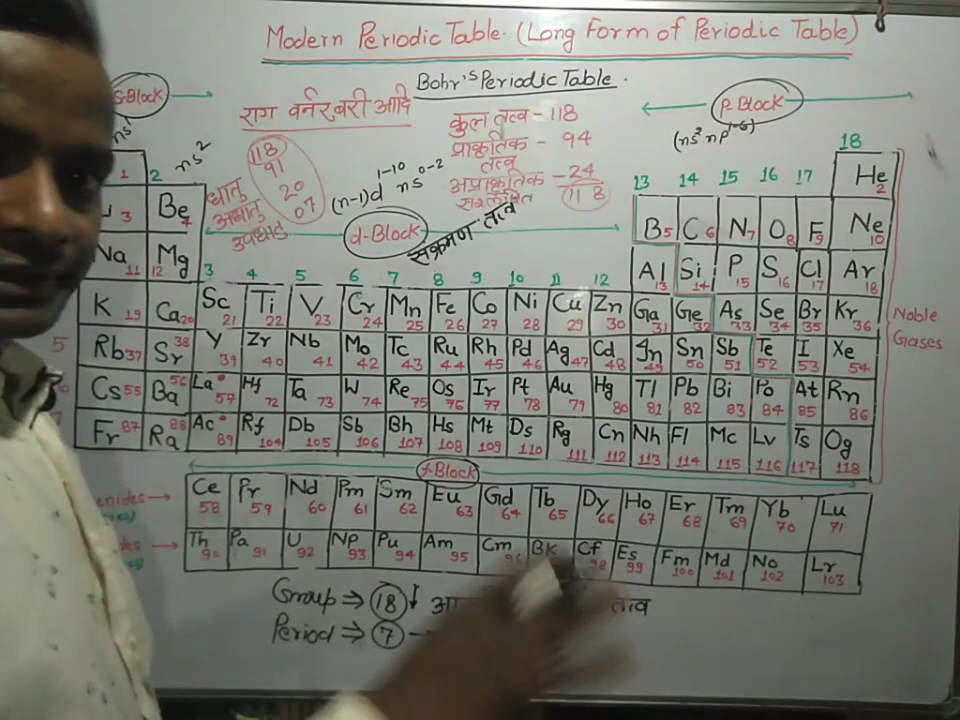 Modern Periodic Table. (Long Form of Periodic Table)
Bohr's Periodic Table.
S-Block
राग वर्नर, बरी आदि
कुल तत्व - 118
प्राकृतिक - 94
तत्व
अप्राकृतिक - 24
संश्लेषित 118
P-Block
(ns² np¹⁻⁶)
ns¹
ns²
118
धातु 91
अधातु 20
उपधातु 07
(n-1)d¹⁻¹⁰ ns⁰⁻²
d-Block
संक्रमण तत्व
18
1 2 13 14 15 16 17 He 2
3 Be 4 B 5 C 6 N 7 O 8 F 9 Ne 10
Na 11 Mg 12 Al 13 Si 14 P 15 S 16 Cl 17 Ar 18
3 4 5 6 7 8 9 10 11 12
K 19 Ca 20 Sc 21 Ti 22 V 23 Cr 24 Mn 25 Fe 26 Co 27 Ni 28 Cu 29 Zn 30 Ga 31 Ge 32 As 33 Se 34 Br 35 Kr 36
5 Rb 37 Sr 38 Y 39 Zr 40 Nb 41 Mo 42 Tc 43 Ru 44 Rh 45 Pd 46 Ag 47 Cd 48 In 49 Sn 50 Sb 51 Te 52 I 53 Xe 54
Cs 55 Ba 56 La 57 Hf 72 Ta 73 W 74 Re 75 Os 76 Ir 77 Pt 78 Au 79 Hg 80 Tl 81 Pb 82 Bi 83 Po 84 At 85 Rn 86
Fr 87 Ra 88 Ac 89 Rf 104 Db 105 Sb 106 Bh 107 Hs 108 Mt 109 Ds 110 Rg 111 Cn 112 Nh 113 Fl 114 Mc 115 Lv 116 Ts 117 Og 118
Noble
Gases
f-Block
Ce 58 Pr 59 Nd 60 Pm 61 Sm 62 Eu 63 Gd 64 Tb 65 Dy 66 Ho 67 Er 68 Tm 69 Yb 70 Lu 71
Th 90 Pa 91 U 92 Np 93 Pu 94 Am 95 Cm BK Cf 98 Es 99 Fm 100 Md 101 No 102 Lr 103
Group ⇒ 18 ↓
Period ⇒ 7